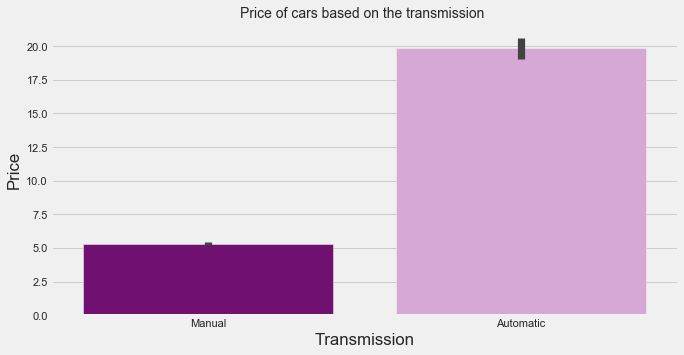 Price of cars based on the transmission
20.0
17.5
15.0
12.5
10.0
7.5
5.0
2.5
0.0
Price
Manual Automatic
Transmission